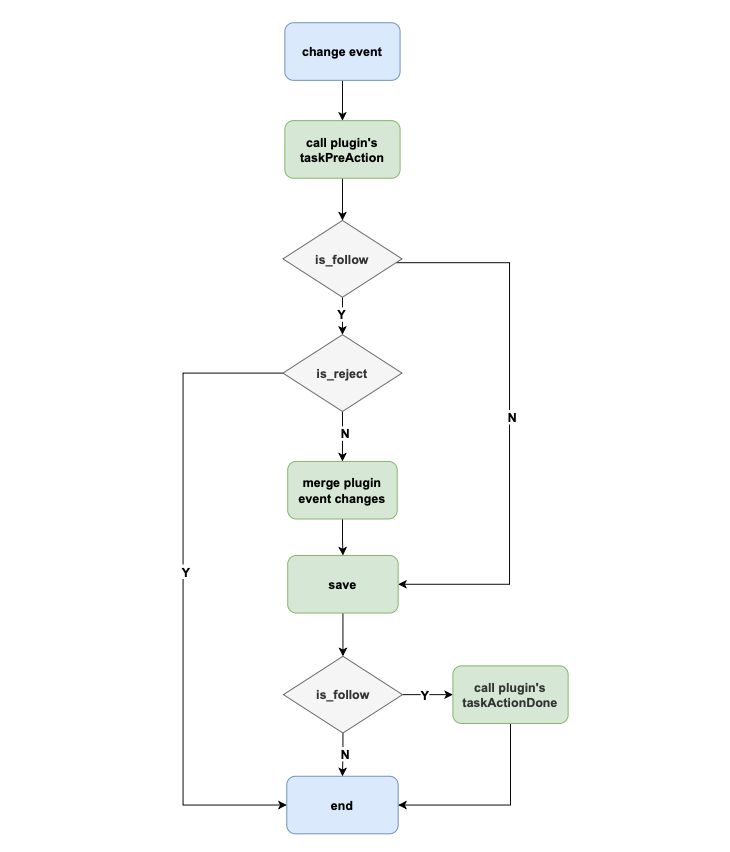 change event
call plugin's
taskPreAction
is_follow
Y
is_reject
N
N
merge plugin
event changes
Y
save
is_follow
Y
call plugin's
taskActionDone
N
end